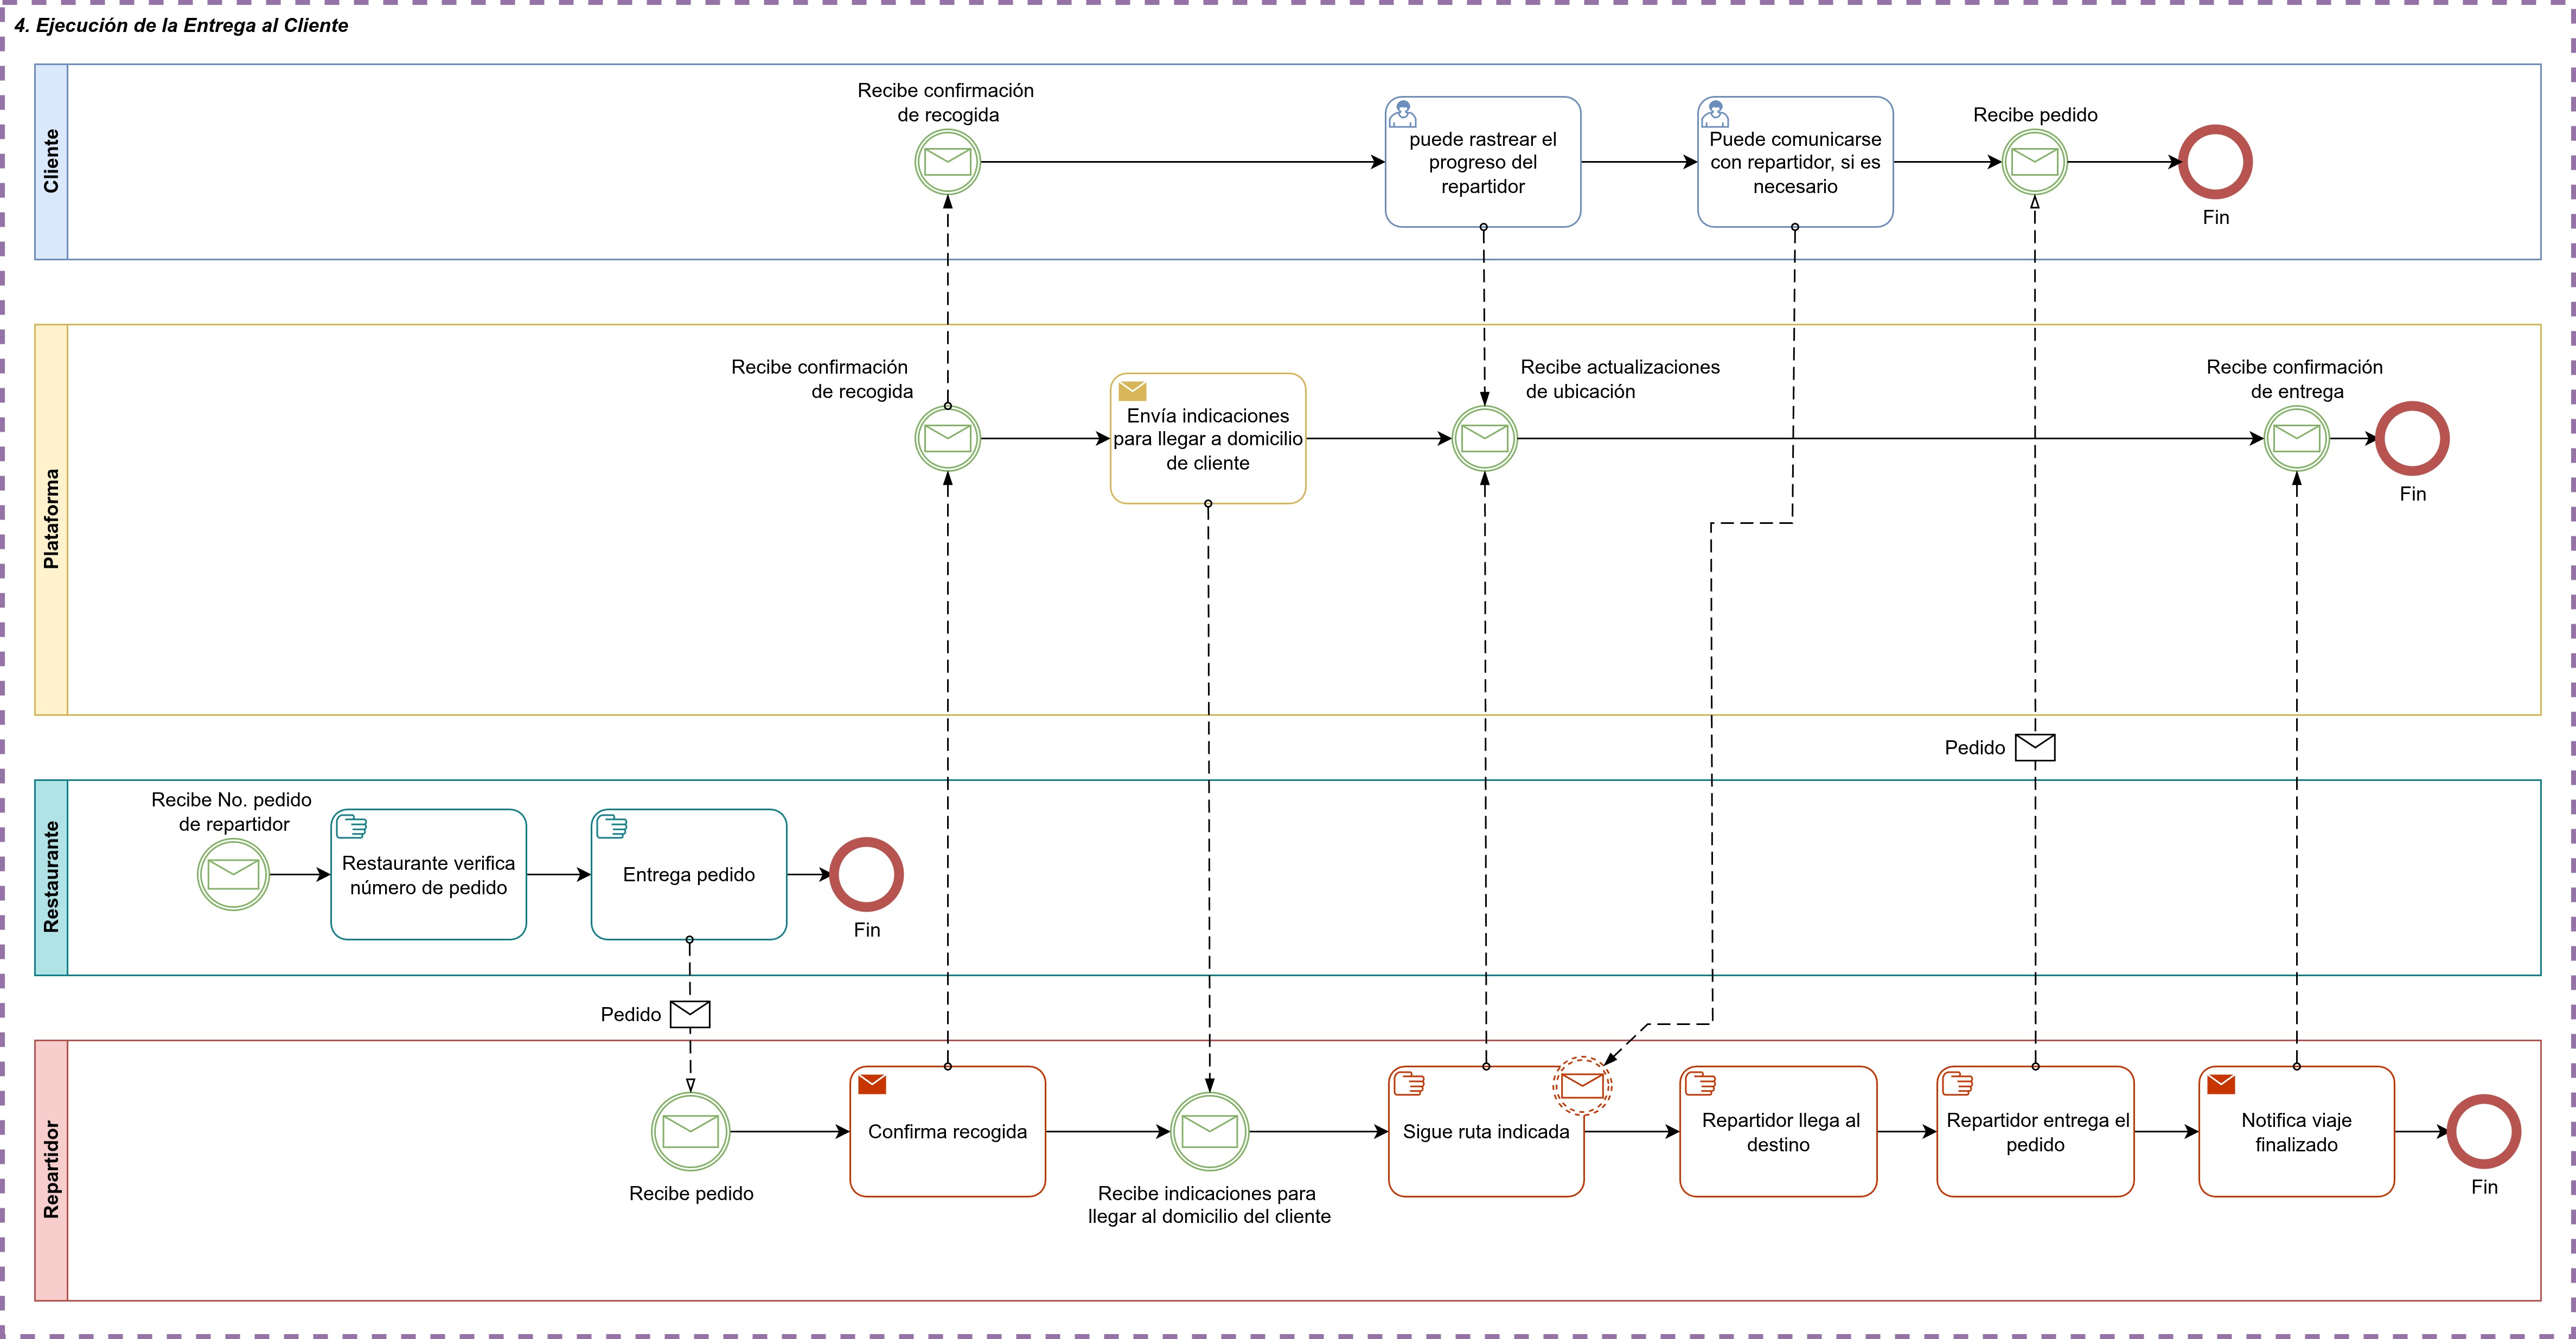 4. Ejecución de la Entrega al Cliente
Cliente
Recibe confirmación
de recogida
puede rastrear el
progreso del
repartidor
Puede comunicarse
con repartidor, si es
necesario
Recibe pedido
Fin
Plataforma
Recibe confirmación
de recogida
Envía indicaciones
para llegar a domicilio
de cliente
Recibe actualizaciones
de ubicación
Recibe confirmación
de entrega
Fin
Pedido
Restaurante
Recibe No. pedido
de repartidor
Restaurante verifica
número de pedido
Entrega pedido
Fin
Pedido
Repartidor
Recibe pedido
Confirma recogida
Recibe indicaciones para
llegar al domicilio del cliente
Sigue ruta indicada
Repartidor llega al
destino
Repartidor entrega el
pedido
Notifica viaje
finalizado
Fin